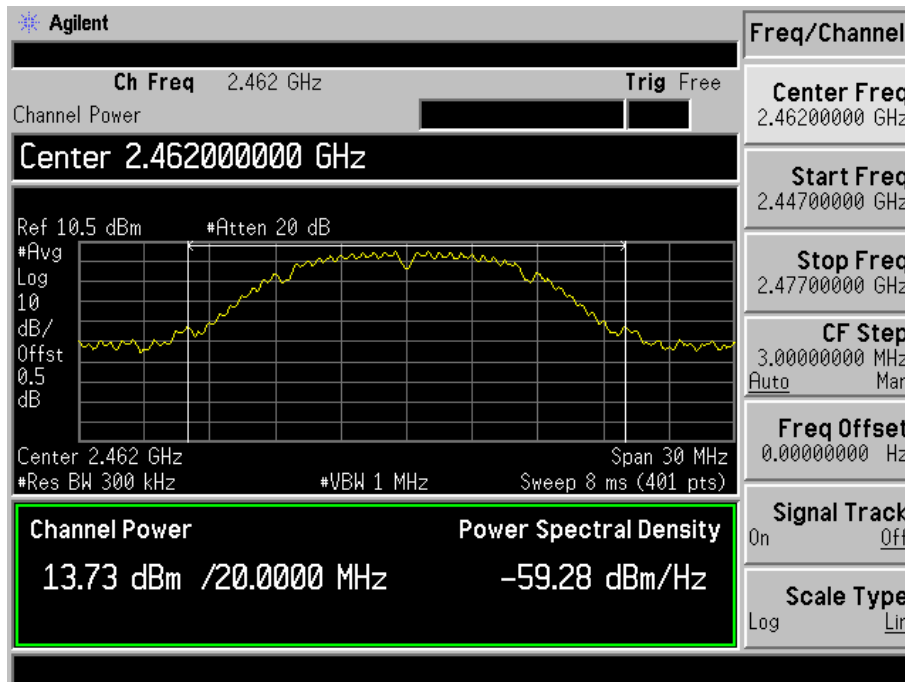 Agilent
Freq/Channel
Ch Freq 2.462 GHz Trig Free
Channel Power
Center 2.462000000 GHz
Ref 10.5 dBm #Atten 20 dB
#Avg
Log
10
dB/
Offst
0.5
dB
Center 2.462 GHz Span 30 MHz
#Res BW 300 kHz #VBW 1 MHz Sweep 8 ms (401 pts)
Channel Power Power Spectral Density
13.73 dBm /20.0000 MHz -59.28 dBm/Hz
Center Freq
2.46200000 GHz
Start Freq
2.44700000 GHz
Stop Freq
2.47700000 GHz
CF Step
3.00000000 MHz
Auto Man
Freq Offset
0.00000000 Hz
Signal Track
On Off
Scale Type
Log Lin